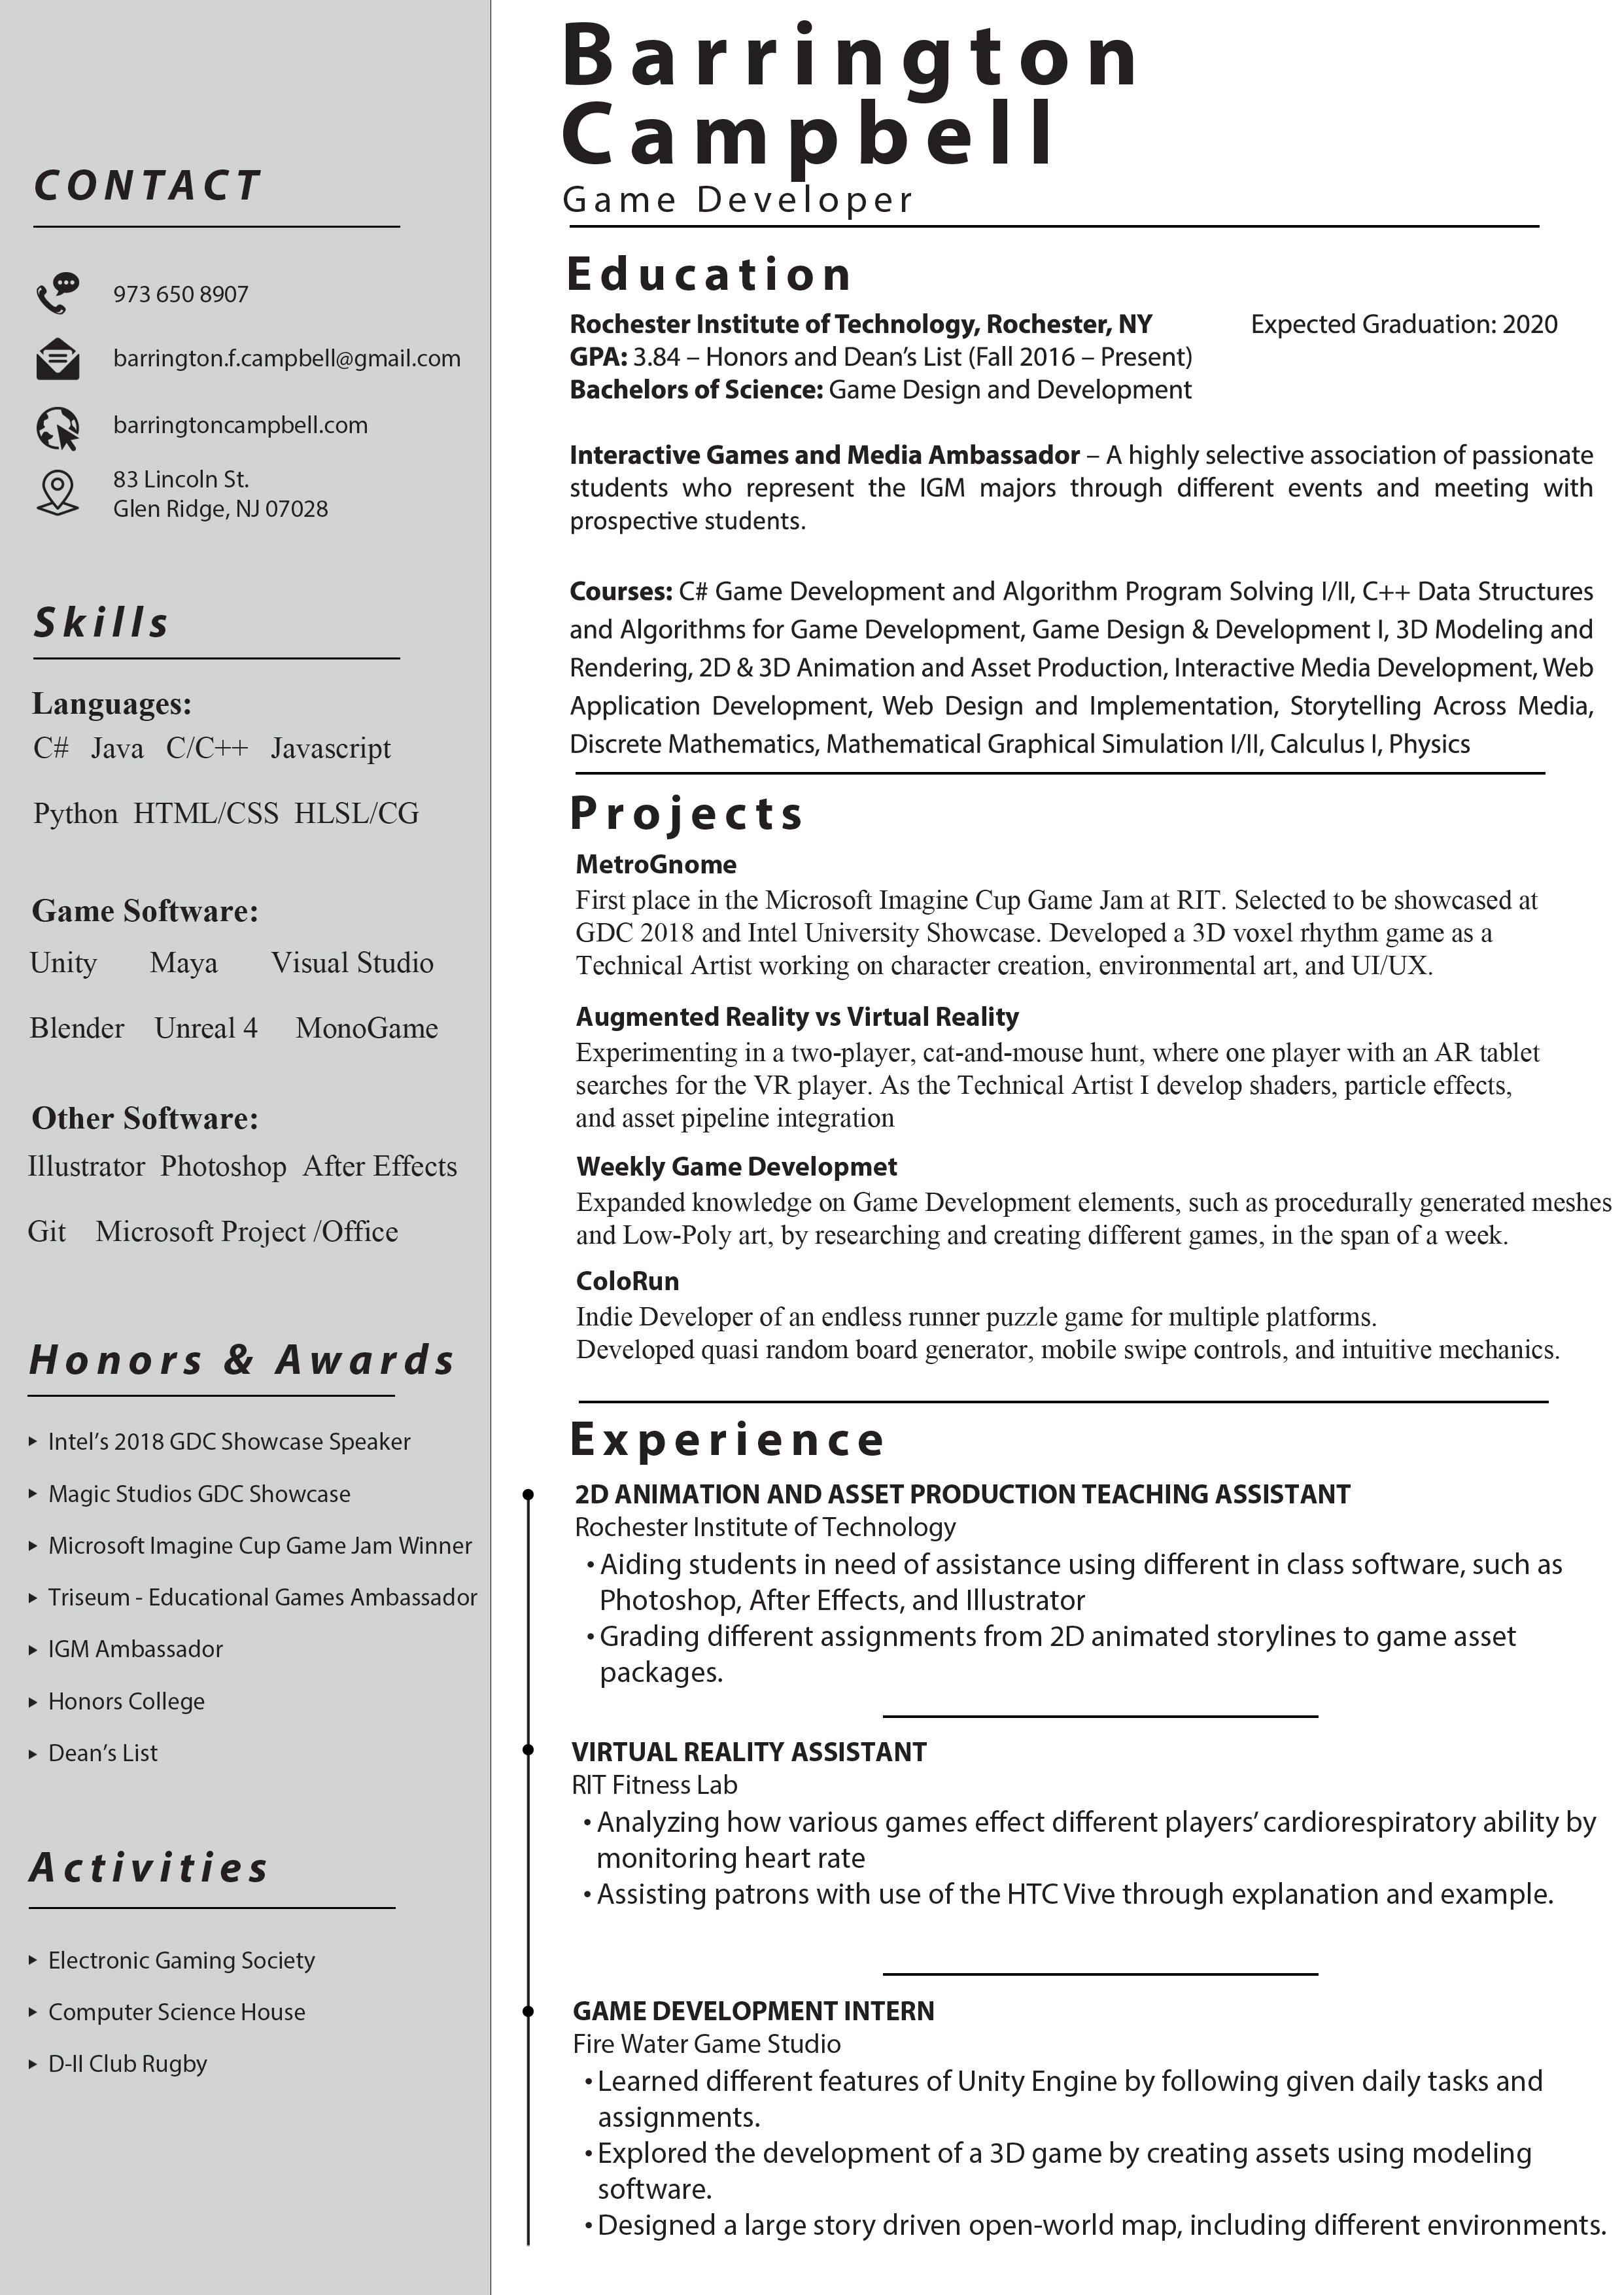 CONTACT
973 650 8907
barrington.f.campbell@gmail.com
barringtoncampbell.com
83 Lincoln St.
Glen Ridge, NJ 07028
Skills
Languages:
C# Java C/C++ Javascript
Python HTML/CSS HLSL/CG
Game Software:
Unity Maya Visual Studio
Blender Unreal 4 MonoGame
Other Software:
Illustrator Photoshop After Effects
Git Microsoft Project /Office
Honors & Awards
‣ Intel’s 2018 GDC Showcase Speaker
‣ Magic Studios GDC Showcase
‣ Microsoft Imagine Cup Game Jam Winner
‣ Triseum - Educational Games Ambassador
‣ IGM Ambassador
‣ Honors College
‣ Dean’s List
Activities
‣ Electronic Gaming Society
‣ Computer Science House
‣ D-II Club Rugby
Barrington
Campbell
Game Developer
Education
Rochester Institute of Technology, Rochester, NY Expected Graduation: 2020
GPA: 3.84 – Honors and Dean’s List (Fall 2016 – Present)
Bachelors of Science: Game Design and Development
Interactive Games and Media Ambassador – A highly selective association of passionate
students who represent the IGM majors through different events and meeting with
prospective students.
Courses: C# Game Development and Algorithm Program Solving I/II, C++ Data Structures
and Algorithms for Game Development, Game Design & Development I, 3D Modeling and
Rendering, 2D & 3D Animation and Asset Production, Interactive Media Development, Web
Application Development, Web Design and Implementation, Storytelling Across Media,
Discrete Mathematics, Mathematical Graphical Simulation I/II, Calculus I, Physics
Projects
MetroGnome
First place in the Microsoft Imagine Cup Game Jam at RIT. Selected to be showcased at
GDC 2018 and Intel University Showcase. Developed a 3D voxel rhythm game as a
Technical Artist working on character creation, environmental art, and UI/UX.
Augmented Reality vs Virtual Reality
Experimenting in a two-player, cat-and-mouse hunt, where one player with an AR tablet
searches for the VR player. As the Technical Artist I develop shaders, particle effects,
and asset pipeline integration
Weekly Game Developmet
Expanded knowledge on Game Development elements, such as procedurally generated meshes
and Low-Poly art, by researching and creating different games, in the span of a week.
ColoRun
Indie Developer of an endless runner puzzle game for multiple platforms.
Developed quasi random board generator, mobile swipe controls, and intuitive mechanics.
Experience
2D ANIMATION AND ASSET PRODUCTION TEACHING ASSISTANT
Rochester Institute of Technology
• Aiding students in need of assistance using different in class software, such as
Photoshop, After Effects, and Illustrator
• Grading different assignments from 2D animated storylines to game asset
packages.
VIRTUAL REALITY ASSISTANT
RIT Fitness Lab
• Analyzing how various games effect different players’ cardiorespiratory ability by
monitoring heart rate
• Assisting patrons with use of the HTC Vive through explanation and example.
GAME DEVELOPMENT INTERN
Fire Water Game Studio
• Learned different features of Unity Engine by following given daily tasks and
assignments.
• Explored the development of a 3D game by creating assets using modeling
software.
• Designed a large story driven open-world map, including different environments.